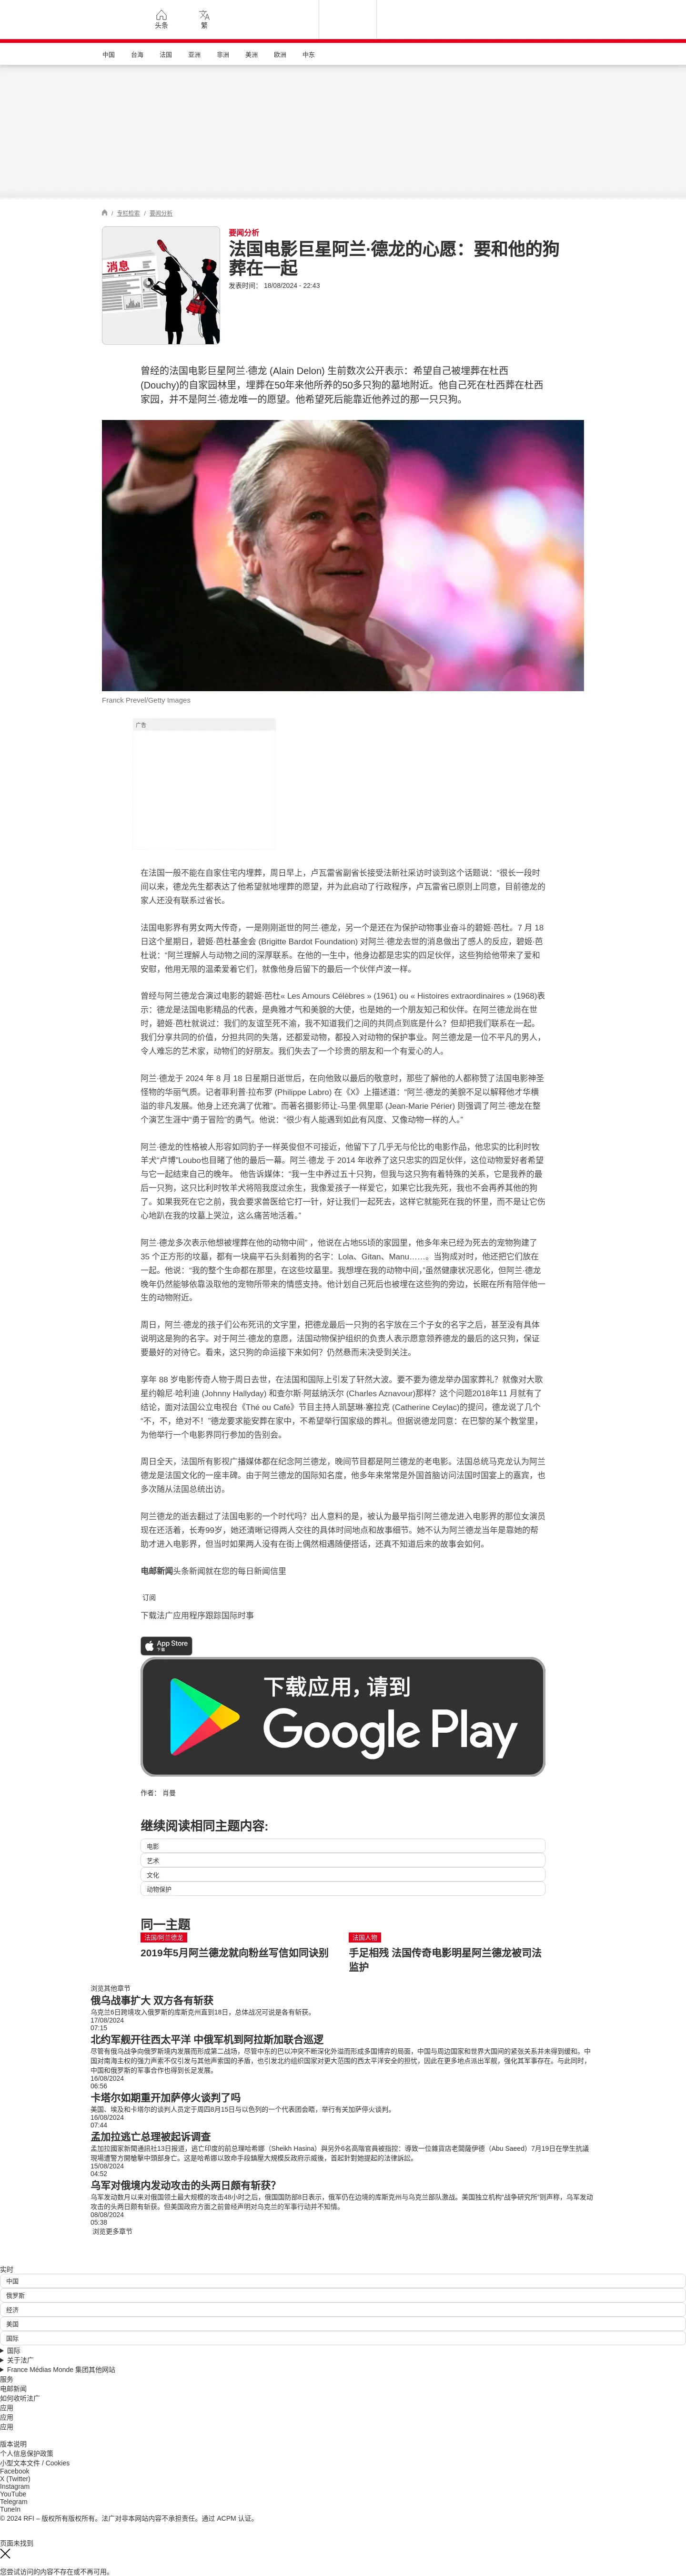 头条
繁
中国
台海
法国
亚洲
非洲
美洲
欧洲
中东
/ 专栏检索 / 要闻分析
消息
要闻分析
法国电影巨星阿兰·德龙的心愿：要和他的狗
葬在一起
发表时间： 18/08/2024 - 22:43
曾经的法国电影巨星阿兰·德龙 (Alain Delon) 生前数次公开表示：希望自己被埋葬在杜西
(Douchy)的自家园林里，埋葬在50年来他所养的50多只狗的墓地附近。他自己死在杜西葬在杜西
家园，并不是阿兰·德龙唯一的愿望。他希望死后能靠近他养过的那一只只狗。
Franck Prevel/Getty Images
广告
在法国一般不能在自家住宅内埋葬，周日早上，卢瓦雷省副省长接受法新社采访时谈到这个话题说：“很长一段时
间以来，德龙先生都表达了他希望就地埋葬的愿望，并为此启动了行政程序，卢瓦雷省已原则上同意，目前德龙的
家人还没有联系过省长。
法国电影界有男女两大传奇，一是刚刚逝世的阿兰·德龙，另一个是还在为保护动物事业奋斗的碧姬·芭杜。7 月 18
日这个星期日，碧姬·芭杜基金会 (Brigitte Bardot Foundation) 对阿兰·德龙去世的消息做出了感人的反应，碧姬·芭
杜说：“阿兰理解人与动物之间的深厚联系。在他的一生中，他身边都是忠实的四足伙伴，这些狗给他带来了爱和
安慰，他用无限的温柔爱着它们，就像他身后留下的最后一个伙伴卢波一样。
曾经与阿兰德龙合演过电影的碧姬·芭杜« Les Amours Célèbres » (1961) ou « Histoires extraordinaires » (1968)表
示：德龙是法国电影精品的代表，是典雅才气和美貌的大使，也是她的一个朋友知己和伙伴。在阿兰德龙尚在世
时，碧姬·芭杜就说过：我们的友谊至死不渝，我不知道我们之间的共同点到底是什么？但却把我们联系在一起。
我们分享共同的价值，分担共同的失落，还都爱动物，都投入对动物的保护事业。阿兰德龙是一位不平凡的男人，
令人难忘的艺术家，动物们的好朋友。我们失去了一个珍贵的朋友和一个有爱心的人。
阿兰·德龙于 2024 年 8 月 18 日星期日逝世后，在向他致以最后的敬意时，那些了解他的人都称赞了法国电影神圣
怪物的华丽气质。记者菲利普·拉布罗 (Philippe Labro) 在《X》上描述道：“阿兰·德龙的美貌不足以解释他才华横
溢的非凡发展。他身上还充满了优雅”。而著名摄影师让-马里·佩里耶 (Jean-Marie Périer) 则强调了阿兰·德龙在整
个演艺生涯中“勇于冒险”的勇气。他说：“很少有人能遇到如此有风度、又像动物一样的人。”
阿兰·德龙的性格被人形容如同豹子一样英俊但不可接近，他留下了几乎无与伦比的电影作品，他忠实的比利时牧
羊犬“卢博”Loubo也目睹了他的最后一幕。阿兰·德龙 于 2014 年收养了这只忠实的四足伙伴，这位动物爱好者希望
与它一起结束自己的晚年。 他告诉媒体：“我一生中养过五十只狗，但我与这只狗有着特殊的关系，它是我养的最
后一只狗，这只比利时牧羊犬将陪我度过余生，我像爱孩子一样爱它，如果它比我先死，我也不会再养其他的狗
了。如果我死在它之前，我会要求兽医给它打一针，好让我们一起死去，这样它就能死在我的怀里，而不是让它伤
心地趴在我的坟墓上哭泣，这么痛苦地活着。”
阿兰·德龙多次表示他想被埋葬在他的动物中间” ，他说在占地55顷的家园里，他多年来已经为死去的宠物狗建了
35 个正方形的坟墓，都有一块扁平石头刻着狗的名字：Lola、Gitan、Manu……。当狗成对时，他还把它们放在
一起。他说：“我的整个生命都在那里，在这些坟墓里。我想埋在我的动物中间，”虽然健康状况恶化，但阿兰·德龙
晚年仍然能够依靠汲取他的宠物所带来的情感支持。他计划自己死后也被埋在这些狗的旁边，长眠在所有陪伴他一
生的动物附近。
周日，阿兰·德龙的孩子们公布死讯的文字里，把德龙最后一只狗的名字放在三个子女的名字之后，甚至没有具体
说明这是狗的名字。对于阿兰·德龙的意愿，法国动物保护组织的负责人表示愿意领养德龙的最后的这只狗，保证
要最好的对待它。看来，这只狗的命运接下来如何？仍然悬而未决受到关注。
享年 88 岁电影传奇人物于周日去世，在法国和国际上引发了轩然大波。要不要为德龙举办国家葬礼？就像对大歌
星约翰尼·哈利迪 (Johnny Hallyday) 和查尔斯·阿兹纳沃尔 (Charles Aznavour)那样？这个问题2018年11 月就有了
结论，面对法国公立电视台《Thé ou Café》节目主持人凯瑟琳·塞拉克 (Catherine Ceylac)的提问，德龙说了几个
“不，不，绝对不！”德龙要求能安葬在家中，不希望举行国家级的葬礼。但据说德龙同意：在巴黎的某个教堂里，
为他举行一个电影界同行参加的告别会。
周日全天，法国所有影视广播媒体都在纪念阿兰德龙，晚间节目都是阿兰德龙的老电影。法国总统马克龙认为阿兰
德龙是法国文化的一座丰碑。由于阿兰德龙的国际知名度，他多年来常常是外国首脑访问法国时国宴上的嘉宾，也
多次随从法国总统出访。
阿兰德龙的逝去翻过了法国电影的一个时代吗？出人意料的是，被认为最早指引阿兰德龙进入电影界的那位女演员
现在还活着，长寿99岁，她还清晰记得两人交往的具体时间地点和故事细节。她不认为阿兰德龙当年是靠她的帮
助才进入电影界，但当时如果两人没有在街上偶然相遇随便搭话，还真不知道后来的故事会如何。
电邮新闻头条新闻就在您的每日新闻信里
订阅
下载法广应用程序跟踪国际时事
App Store
下载
下载应用，请到
Google Play
作者： 肖曼
继续阅读相同主题内容:
电影
艺术
文化
动物保护
同一主题
法国/阿兰德龙
2019年5月阿兰德龙就向粉丝写信如同诀别
法国人物
手足相残 法国传奇电影明星阿兰德龙被司法
监护
浏览其他章节
俄乌战事扩大 双方各有斩获
乌克兰6日跨境攻入俄罗斯的库斯克州直到18日，总体战况可说是各有斩获。
17/08/2024
07:15
北约军舰开往西太平洋 中俄军机到阿拉斯加联合巡逻
尽管有俄乌战争向俄罗斯境内发展而形成第二战场，尽管中东的巴以冲突不断深化外溢而形成多国博弈的局面，中国与周边国家和世界大国间的紧张关系并未得到缓和。中
国对南海主权的强力声索不仅引发与其他声索国的矛盾，也引发北约组织国家对更大范围的西太平洋安全的担忧，因此在更多地点派出军舰，强化其军事存在。与此同时，
中国和俄罗斯的军事合作也得到长足发展。
16/08/2024
06:56
卡塔尔如期重开加萨停火谈判了吗
美国、埃及和卡塔尔的谈判人员定于周四8月15日与以色列的一个代表团会晤，举行有关加萨停火谈判。
16/08/2024
07:44
孟加拉逃亡总理被起诉调查
孟加拉國家新聞通訊社13日报道，逃亡印度的前总理哈希娜（Sheikh Hasina）與另外6名高階官員被指控：導致一位雜貨店老闆薩伊德（Abu Saeed）7月19日在學生抗議
現場遭警方開槍擊中頭部身亡。这是哈希娜以致命手段鎮壓大規模反政府示威後，首起針對她提起的法律訴訟。
15/08/2024
04:52
乌军对俄境内发动攻击的头两日颇有斩获？
乌军发动数月以来对俄国领土最大规模的攻击48小时之后，俄国国防部8日表示，俄军仍在边境的库斯克州与乌克兰部队激战。美国独立机构“战争研究所”则声称，乌军发动
攻击的头两日颇有斩获。但美国政府方面之前曾经声明对乌克兰的军事行动并不知情。
08/08/2024
05:38
浏览更多章节
实时
中国
俄罗斯
经济
美国
国际
国际
关于法广
France Médias Monde 集团其他网站
服务
电邮新闻
如何收听法广
应用
应用
应用
版本说明
个人信息保护政策
小型文本文件 / Cookies
Facebook
X (Twitter)
Instagram
YouTube
Telegram
TuneIn
© 2024 RFI – 版权所有版权所有。法广对非本网站内容不承担责任。通过 ACPM 认证。
页面未找到
您尝试访问的内容不存在或不再可用。